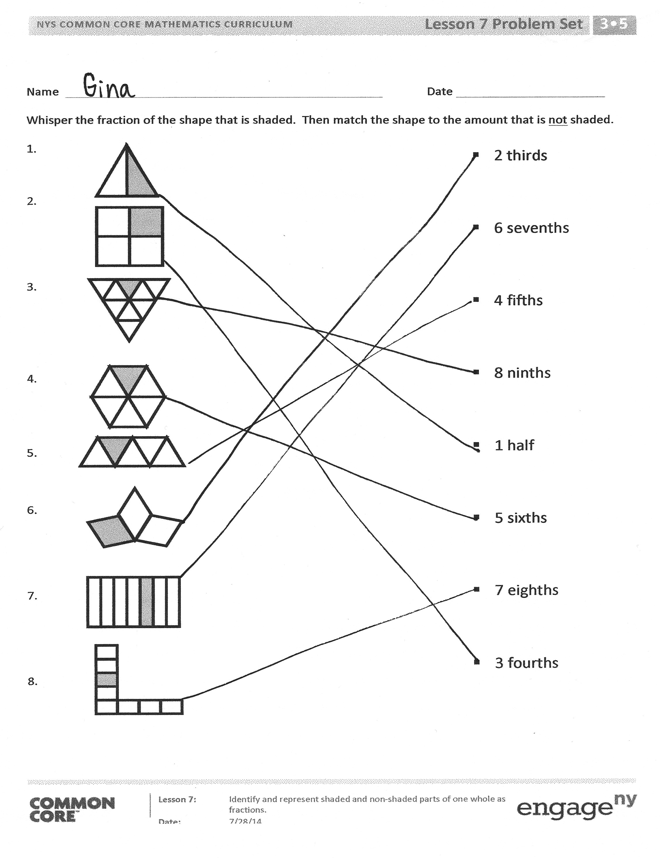 NYS COMMON CORE MATHEMATICS CURRICULUM Lesson 7 Problem Set 3•5
Name Gina Date
Whisper the fraction of the shape that is shaded. Then match the shape to the amount that is not shaded.
1. 2 thirds
2. 6 sevenths
3. 4 fifths
4. 8 ninths
5. 1 half
6. 5 sixths
7. 7 eighths
8. 3 fourths
COMMON CORE™
Lesson 7: Identify and represent shaded and non-shaded parts of one whole as
fractions.
Date: 7/28/14
engage ny